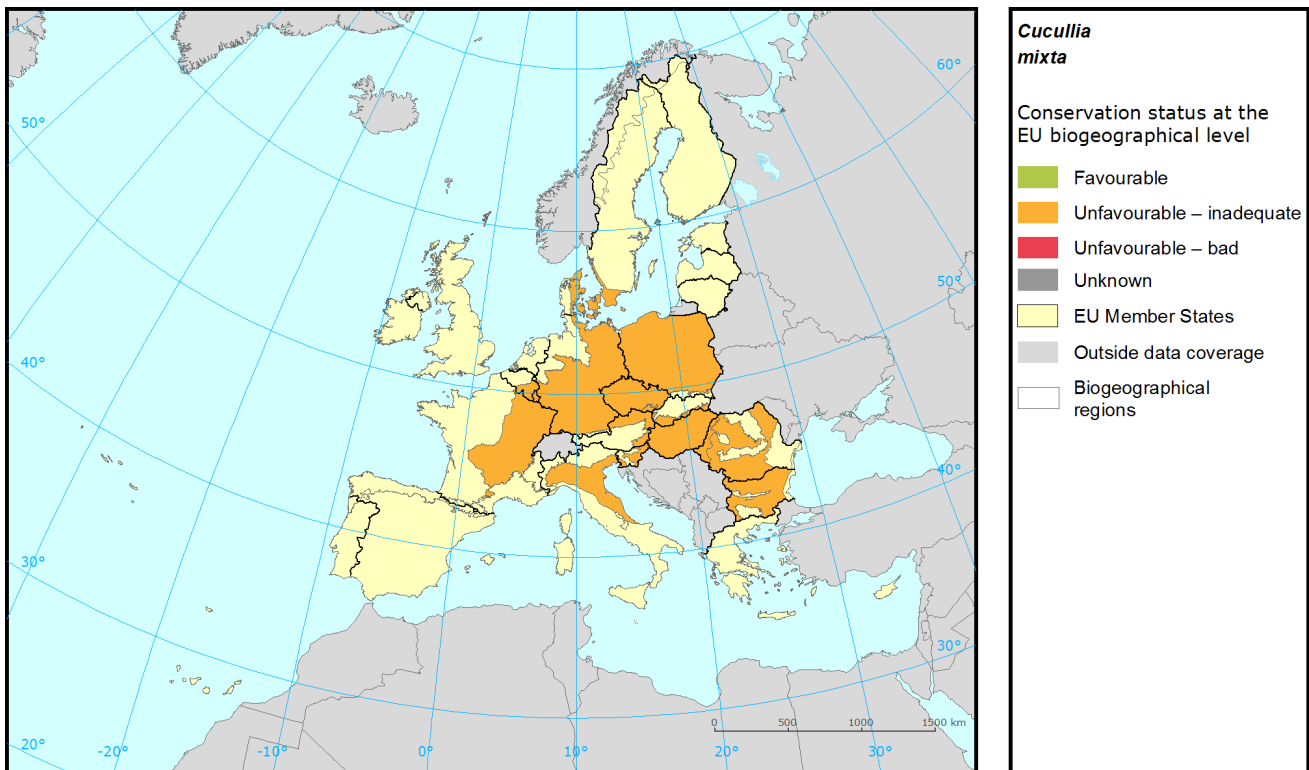 Cucullia
mixta
Conservation status at the
EU biogeographical level
Favourable
Unfavourable – inadequate
Unfavourable – bad
Unknown
EU Member States
Outside data coverage
Biogeographical
regions
60°
50°
50°
40°
40°
30°
30°
20°
-20°
-10°
0°
10°
20°
30°
0
500
1000
1500 km